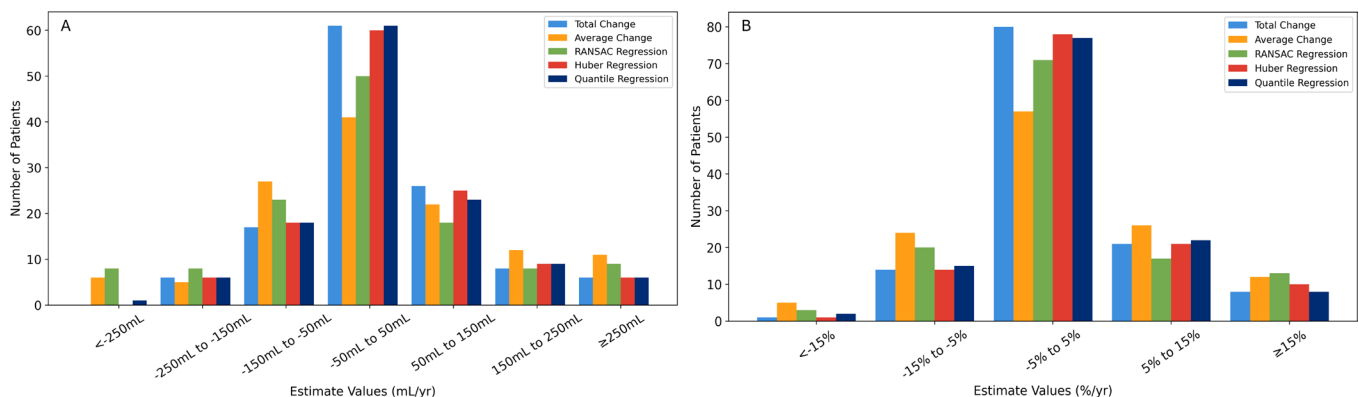 A
Total Change
Average Change
RANSAC Regression
Huber Regression
Quantile Regression
Number of Patients
60
50
40
30
20
10
0
<-250mL
-250mL to -150mL
-150mL to -50mL
-50mL to 50mL
50mL to 150mL
150mL to 250mL
≥250mL
Estimate Values (mL/yr)
B
Total Change
Average Change
RANSAC Regression
Huber Regression
Quantile Regression
Number of Patients
80
70
60
50
40
30
20
10
0
<-15%
-15% to -5%
-5% to 5%
5% to 15%
≥15%
Estimate Values (%/yr)